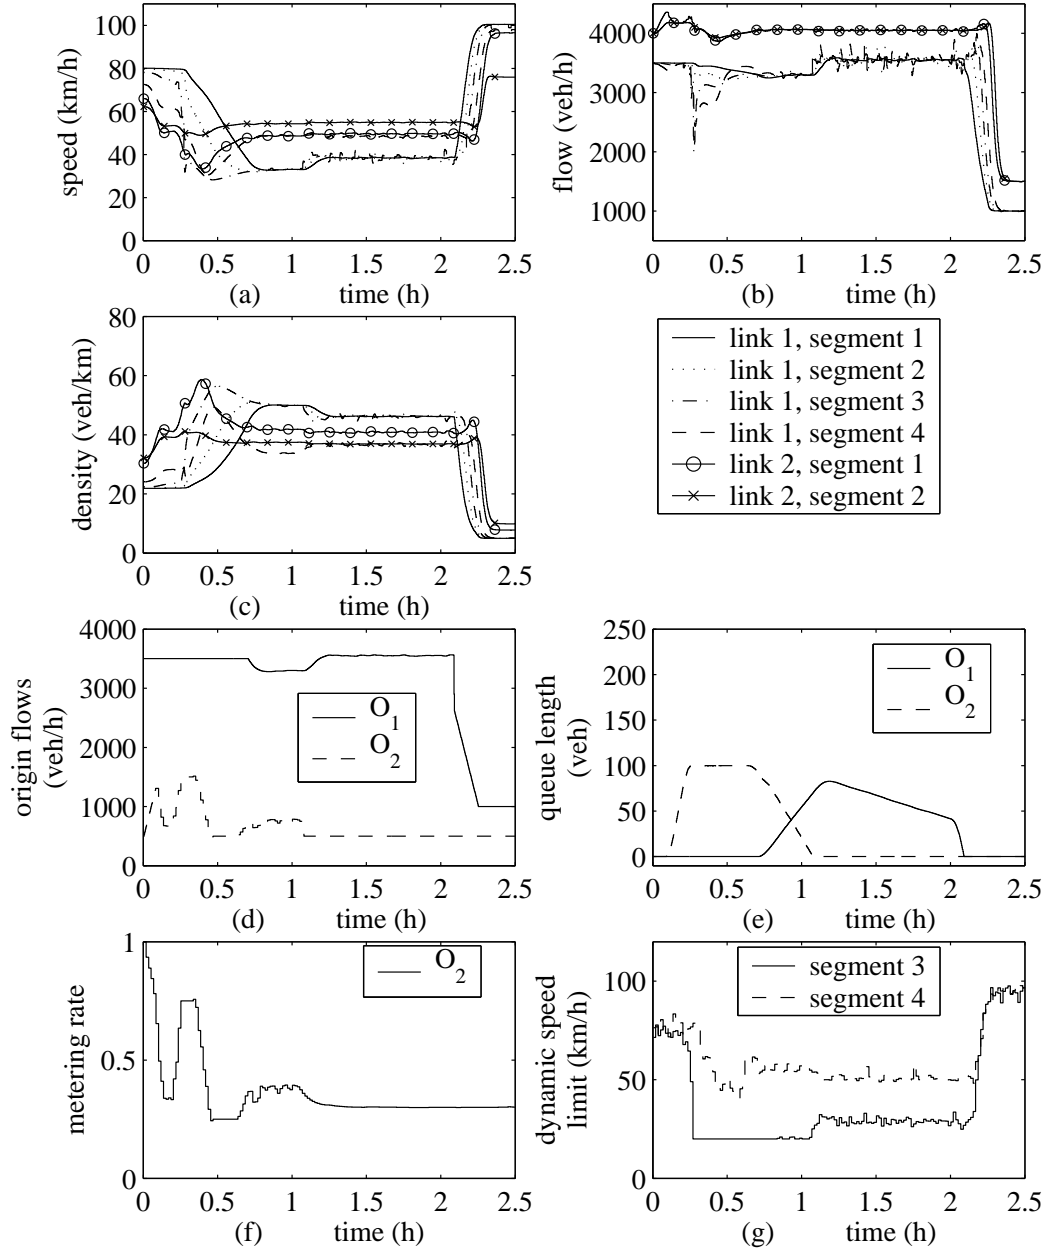 100
80
60
40
20
0
speed (km/h)
0 0.5 1 1.5 2 2.5
(a) time (h)
4000
3000
2000
1000
flow (veh/h)
0 0.5 1 1.5 2 2.5
(b) time (h)
80
60
40
20
0
density (veh/km)
0 0.5 1 1.5 2 2.5
(c) time (h)
link 1, segment 1
link 1, segment 2
link 1, segment 3
link 1, segment 4
link 2, segment 1
link 2, segment 2
4000
3000
2000
1000
0
origin flows
(veh/h)
O1
O2
0 0.5 1 1.5 2 2.5
(d) time (h)
250
200
150
100
50
0
queue length
(veh)
O1
O2
0 0.5 1 1.5 2 2.5
(e) time (h)
1
0.5
0
metering rate
O2
0 0.5 1 1.5 2 2.5
(f) time (h)
100
50
0
dynamic speed
limit (km/h)
segment 3
segment 4
0 0.5 1 1.5 2 2.5
(g) time (h)